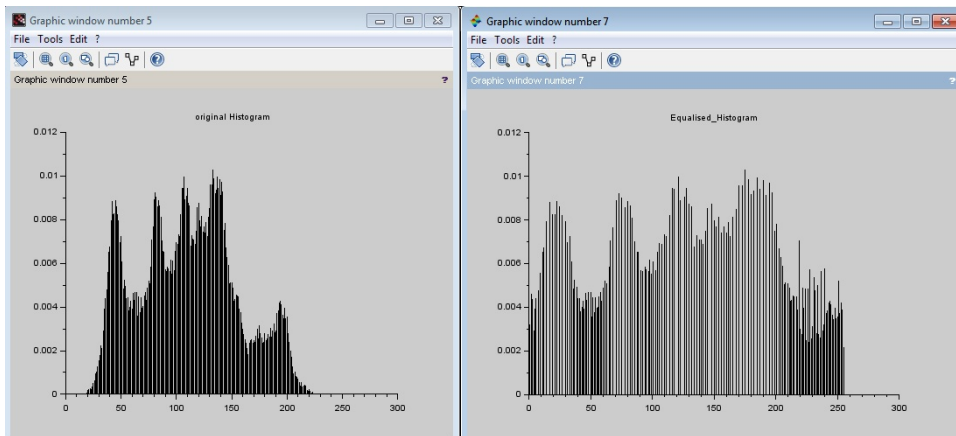 Graphic window number 5
File Tools Edit ?
Graphic window number 5
?
original Histogram
0.012
0.01
0.008
0.006
0.004
0.002
0
0 50 100 150 200 250 300
Graphic window number 7
File Tools Edit ?
Graphic window number 7
?
Equalised_Histogram
0.012
0.01
0.008
0.006
0.004
0.002
0
0 50 100 150 200 250 300